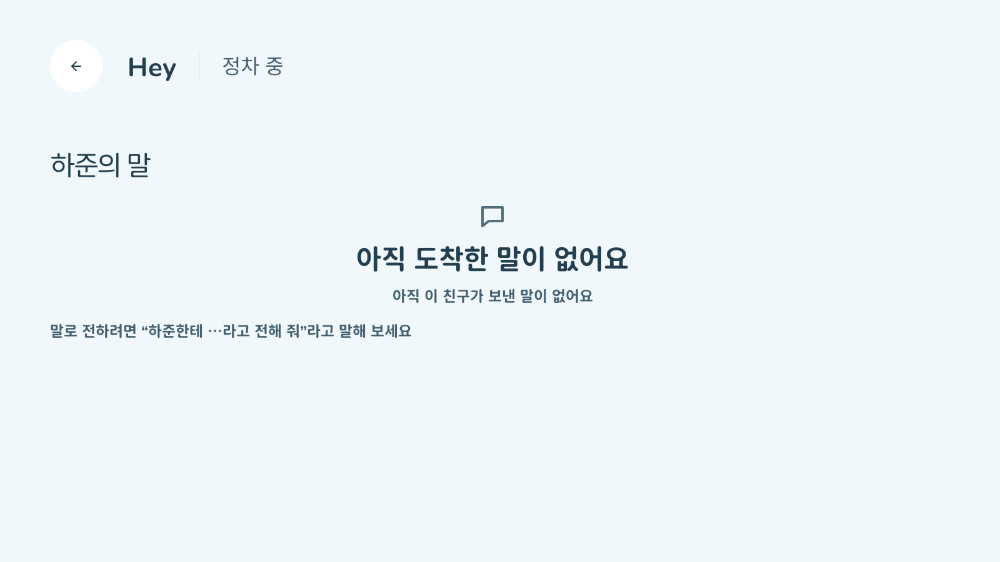 Hey
정차 중
하준의 말
아직 도착한 말이 없어요
아직 이 친구가 보낸 말이 없어요
말로 전하려면 “하준한테 …라고 전해 줘”라고 말해 보세요